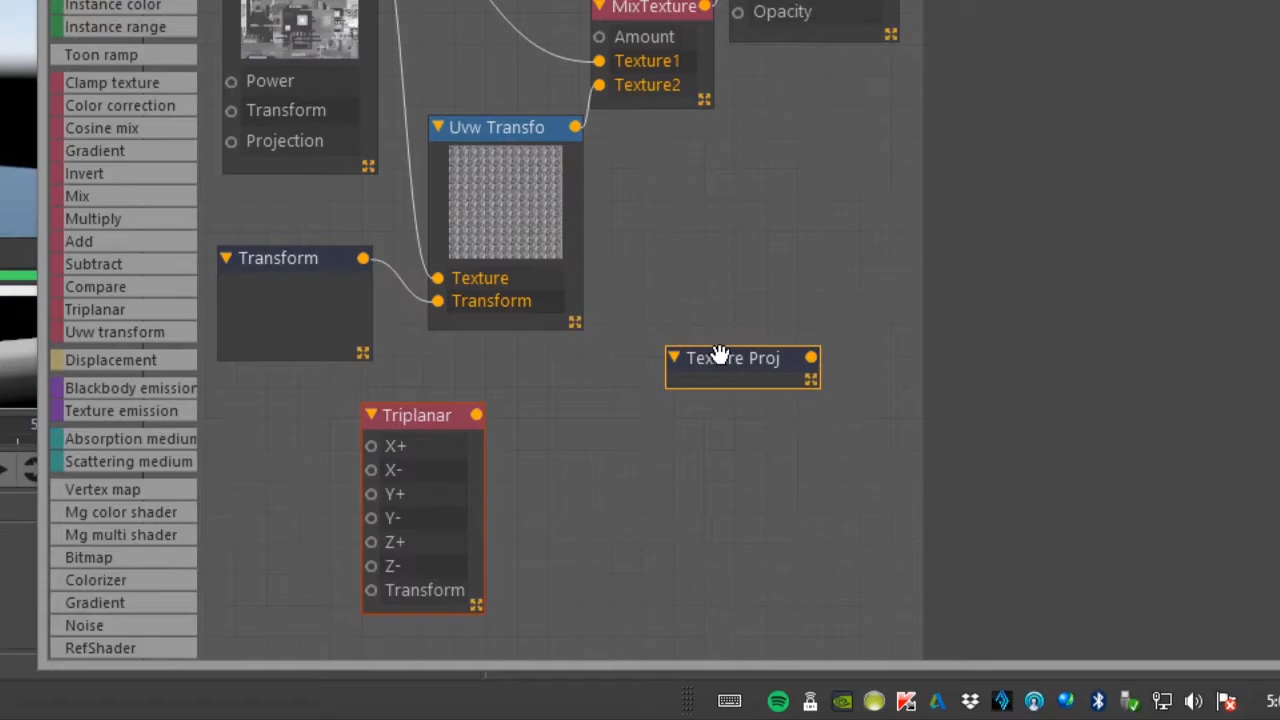 Instance color
Instance range
Toon ramp
Clamp texture
Color correction
Cosine mix
Gradient
Invert
Mix
Multiply
Add
Subtract
Compare
Triplanar
Uvw transform
Displacement
Blackbody emission
Texture emission
Absorption medium
Scattering medium
Vertex map
Mg color shader
Mg multi shader
Bitmap
Colorizer
Gradient
Noise
RefShader
Power
Transform
Projection
Transform
Uvw Transfo
Texture
Transform
MixTexture
Amount
Texture1
Texture2
Opacity
Triplanar
X+
X-
Y+
Y-
Z+
Z-
Transform
Texture Proj